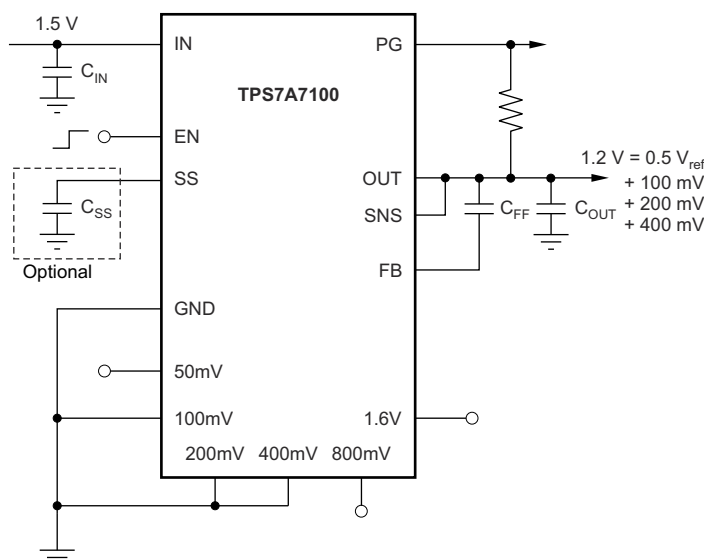 1.5 V
IN
PG
C_IN
TPS7A7100
EN
SS
OUT
1.2 V = 0.5 V_ref
+ 100 mV
+ 200 mV
+ 400 mV
C_SS
SNS
C_FF
C_OUT
Optional
FB
GND
50mV
100mV
1.6V
200mV 400mV 800mV